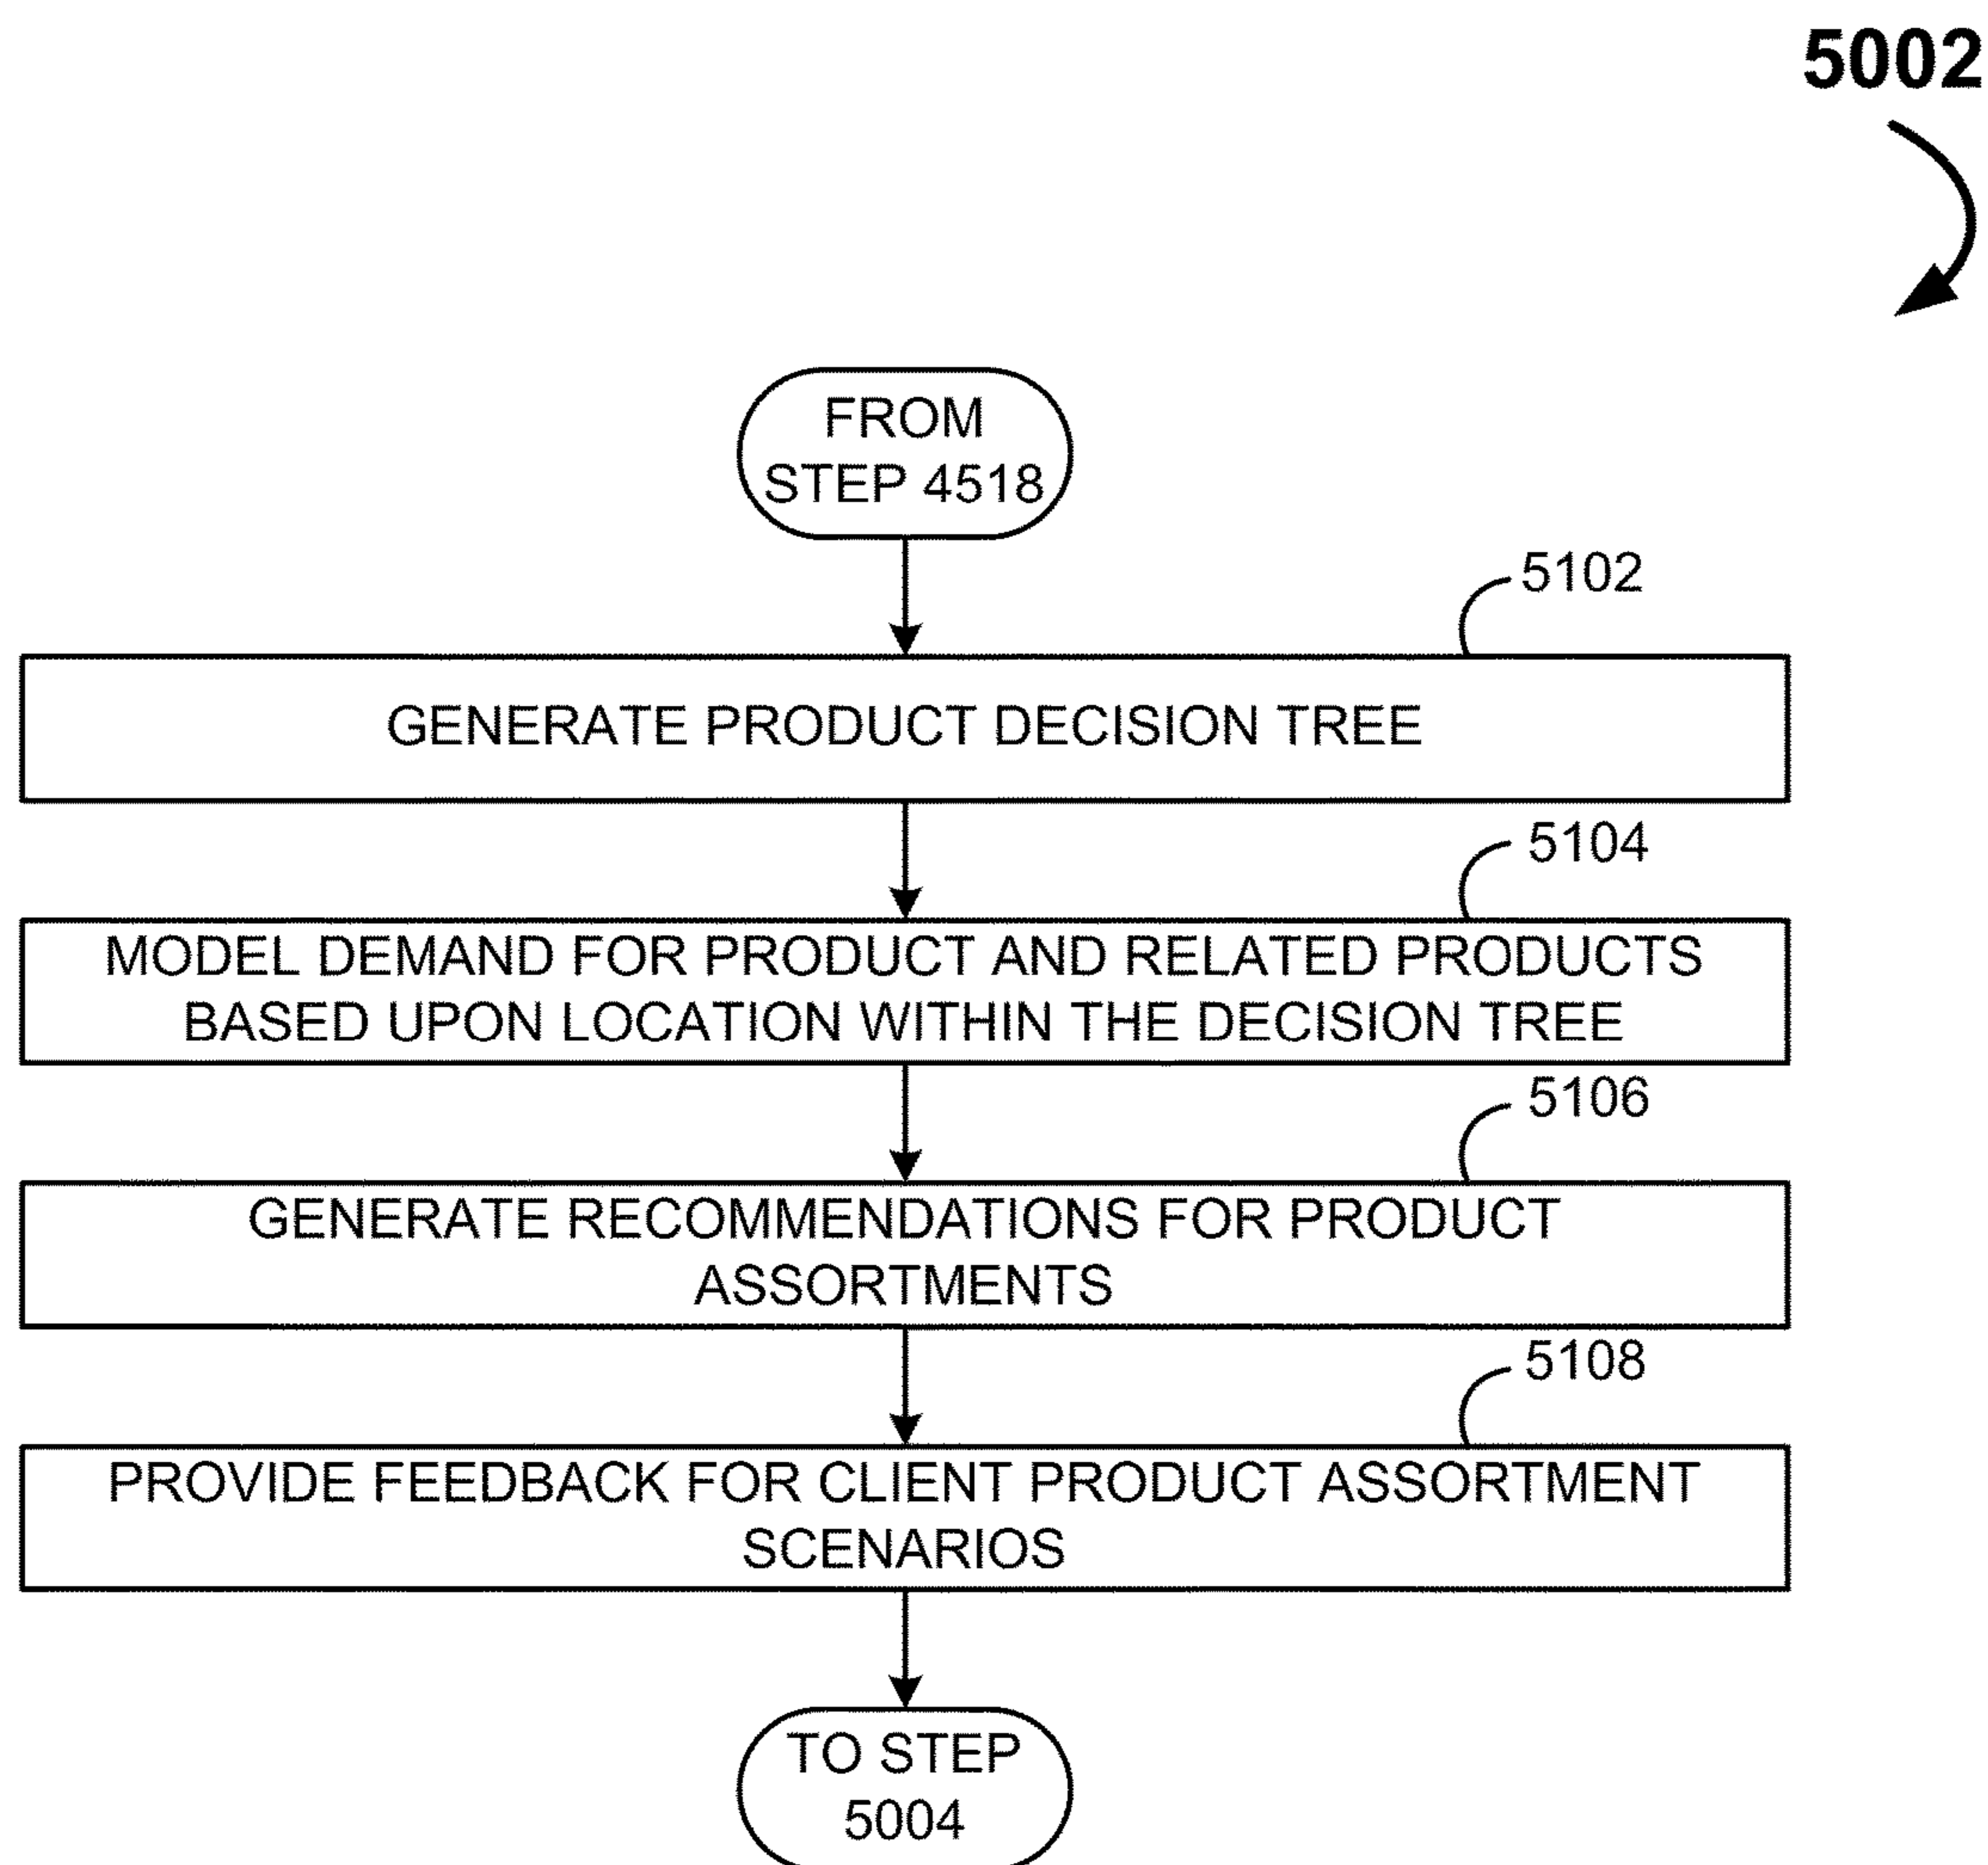 5002
FROM
STEP 4518
5102
GENERATE PRODUCT DECISION TREE
5104
MODEL DEMAND FOR PRODUCT AND RELATED PRODUCTS
BASED UPON LOCATION WITHIN THE DECISION TREE
5106
GENERATE RECOMMENDATIONS FOR PRODUCT
ASSORTMENTS
5108
PROVIDE FEEDBACK FOR CLIENT PRODUCT ASSORTMENT
SCENARIOS
TO STEP
5004